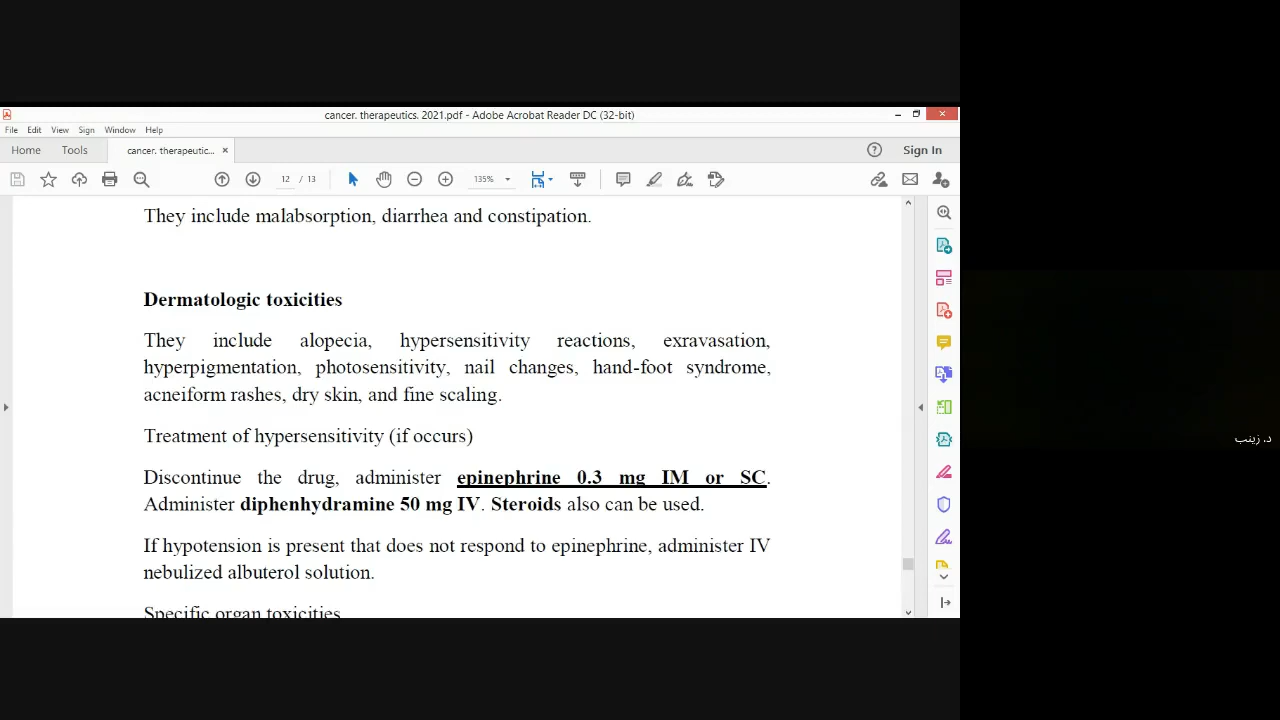 cancer. therapeutics. 2021.pdf - Adobe Acrobat Reader DC (32-bit)
File Edit View Sign Window Help
Home Tools cancer. therapeutic... × Sign In
12 / 13 135%
They include malabsorption, diarrhea and constipation.
Dermatologic toxicities
They include alopecia, hypersensitivity reactions, exravasation,
hyperpigmentation, photosensitivity, nail changes, hand-foot syndrome,
acneiform rashes, dry skin, and fine scaling.
Treatment of hypersensitivity (if occurs)
Discontinue the drug, administer epinephrine 0.3 mg IM or SC.
Administer diphenhydramine 50 mg IV. Steroids also can be used.
If hypotension is present that does not respond to epinephrine, administer IV
nebulized albuterol solution.
Specific organ toxicities
د. زينب